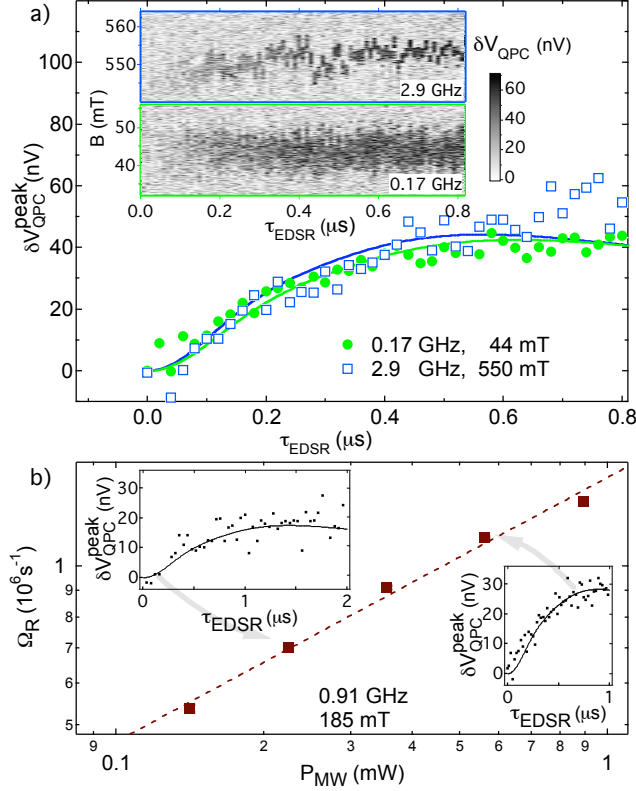 a)
120
100
80
60
40
20
0
δV_QPC^peak (nV)
560
550
B (mT)
2.9 GHz
50
40
0.17 GHz
0.0 0.2 0.4 0.6 0.8
τ_EDSR (μs)
δV_QPC (nV)
60
40
20
0
0.17 GHz, 44 mT
2.9 GHz, 550 mT
0.0 0.2 0.4 0.6 0.8
τ_EDSR (μs)
b)
Ω_R (10⁶s⁻¹)
1
9
8
7
6
5
δV_QPC^peak (nV)
30
20
10
0
0 1 2
τ_EDSR (μs)
δV_QPC^peak (nV)
30
20
10
0
0 1
τ_EDSR (μs)
0.91 GHz
185 mT
9 2 3 4 5 6 7 8 9
0.1 1
P_MW (mW)